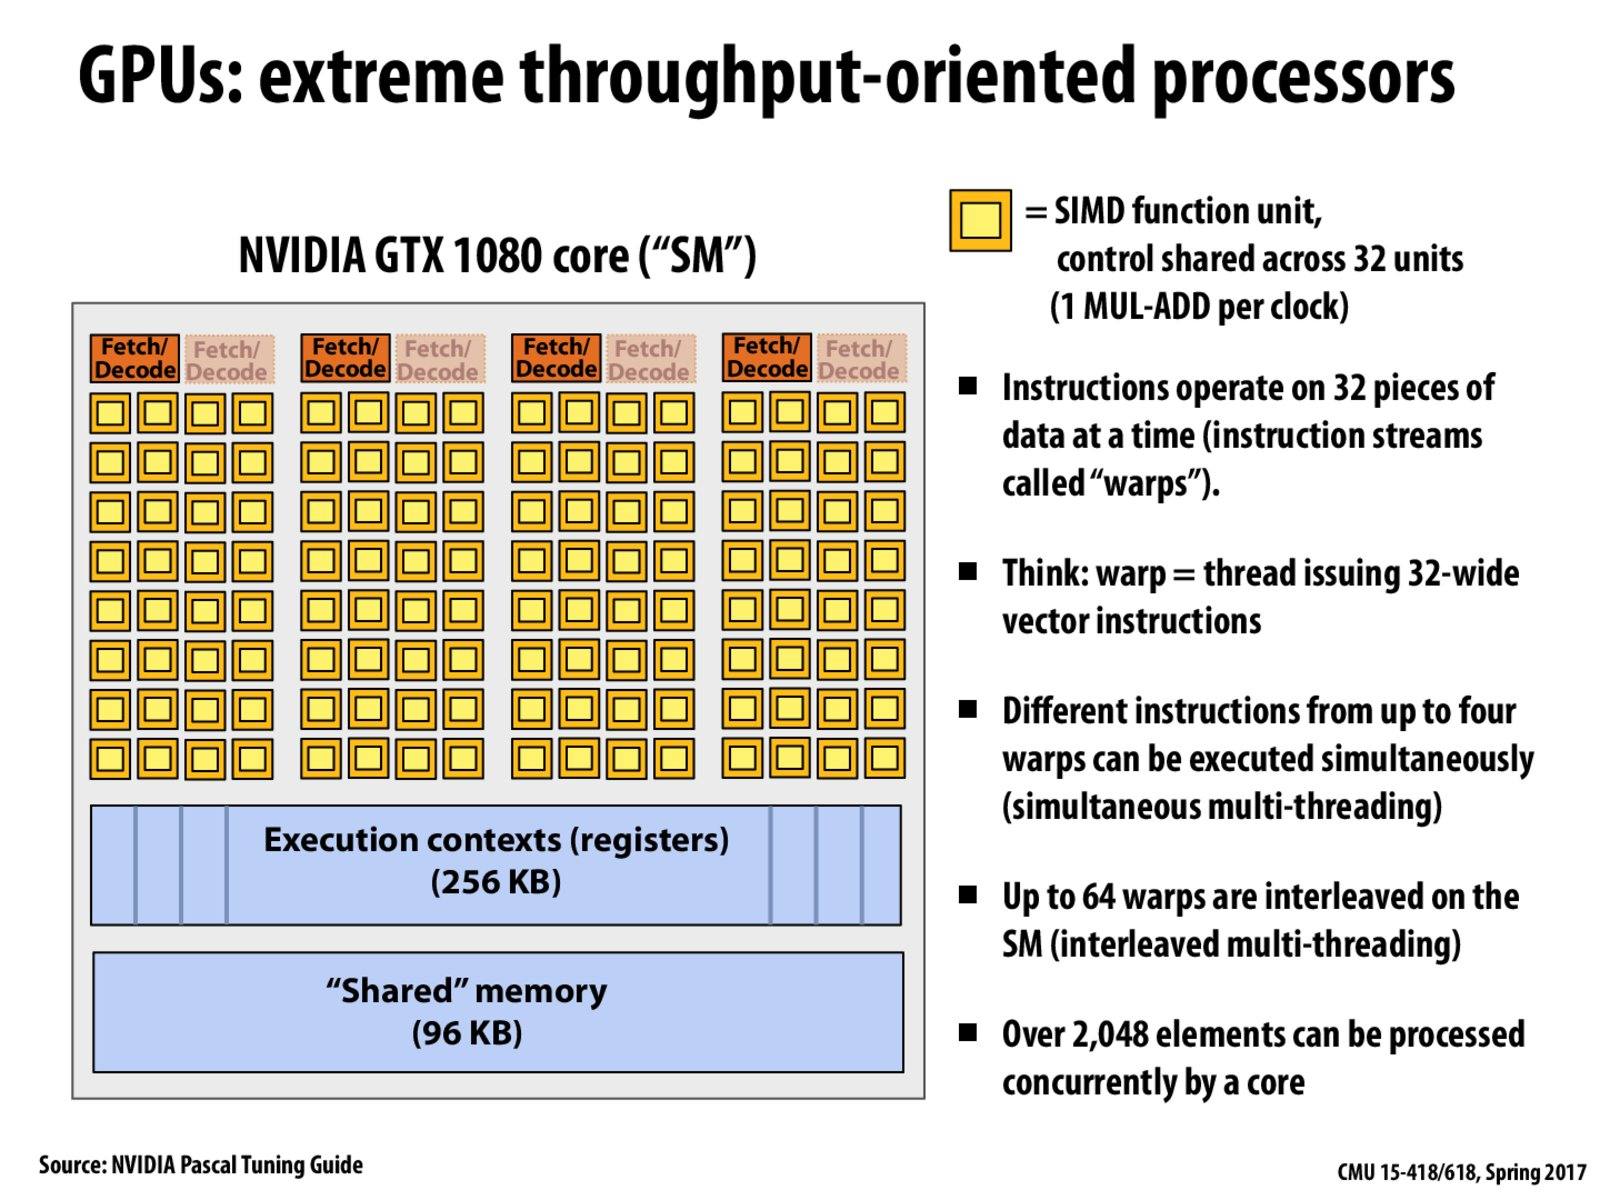 GPUs: extreme throughput-oriented processors
NVIDIA GTX 1080 core (“SM”)
Fetch/
Decode
Fetch/
Decode
Fetch/
Decode
Fetch/
Decode
Fetch/
Decode
Fetch/
Decode
Fetch/
Decode
Fetch/
Decode
Execution contexts (registers)
(256 KB)
“Shared” memory
(96 KB)
= SIMD function unit,
control shared across 32 units
(1 MUL-ADD per clock)
■ Instructions operate on 32 pieces of
data at a time (instruction streams
called “warps”).
■ Think: warp = thread issuing 32-wide
vector instructions
■ Different instructions from up to four
warps can be executed simultaneously
(simultaneous multi-threading)
■ Up to 64 warps are interleaved on the
SM (interleaved multi-threading)
■ Over 2,048 elements can be processed
concurrently by a core
Source: NVIDIA Pascal Tuning Guide
CMU 15-418/618, Spring 2017